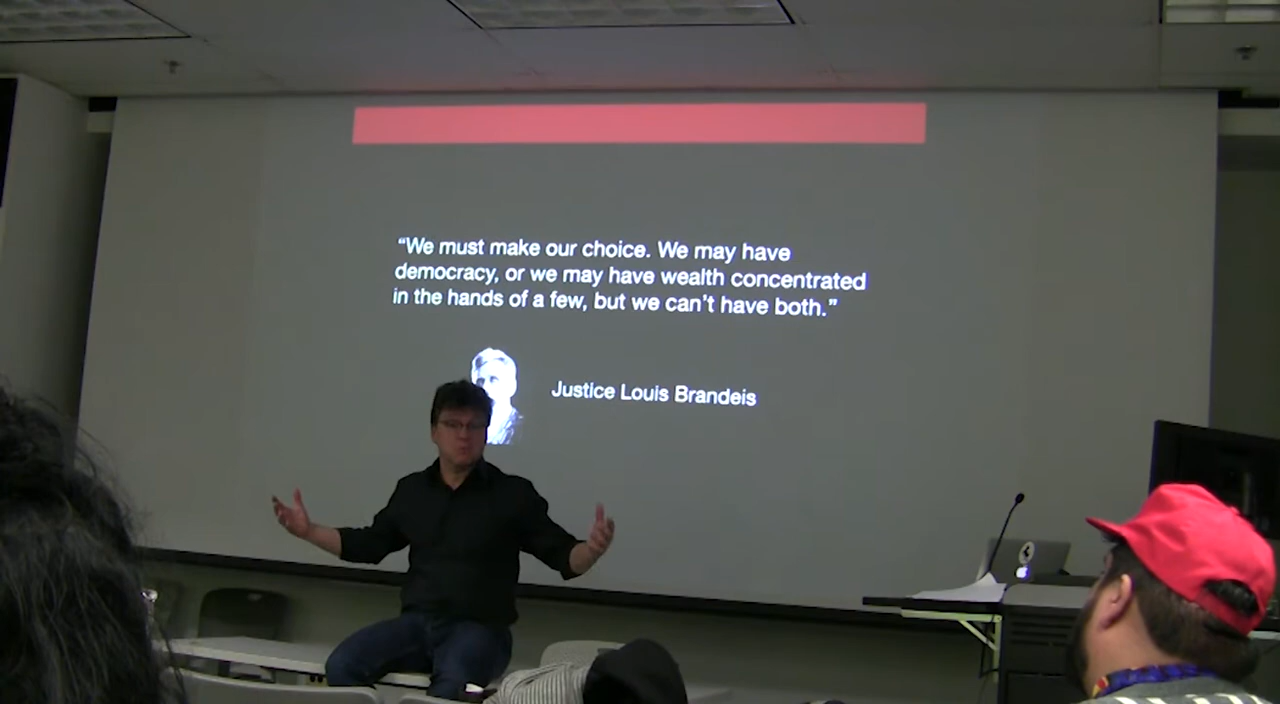 “We must make our choice. We may have
democracy, or we may have wealth concentrated
in the hands of a few, but we can’t have both.”
Justice Louis Brandeis